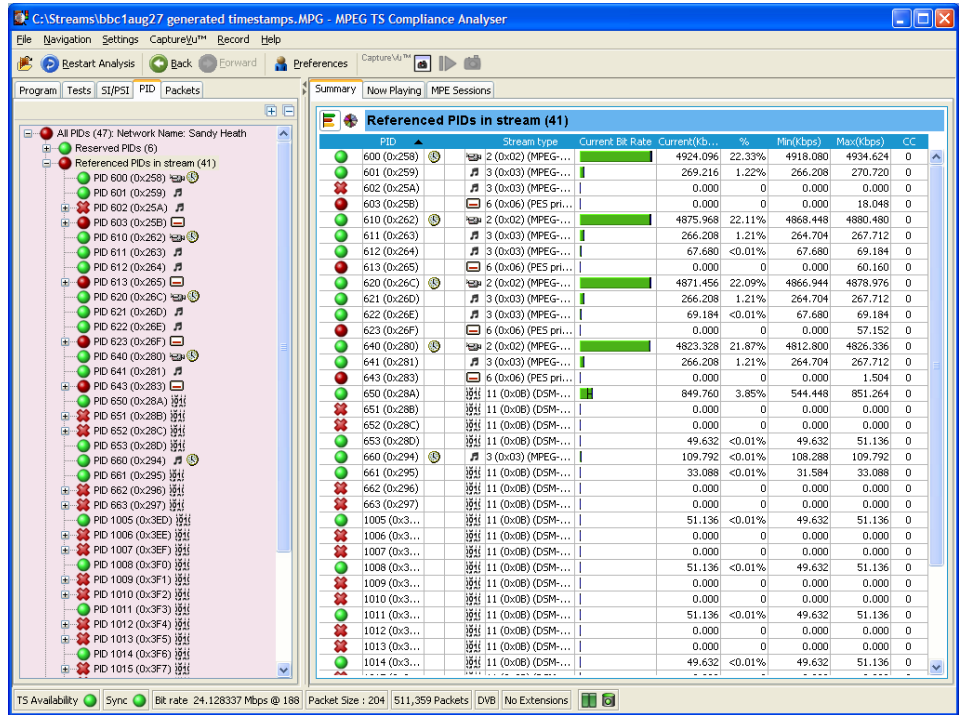 C:\Streams\bbc1aug27 generated timestamps.MPG - MPEG TS Compliance Analyser
File Navigation Settings CaptureVu™ Record Help
Restart Analysis Back Forward Preferences CaptureVu™
Program Tests SI/PSI PID Packets
Summary Now Playing MPE Sessions
All PIDs (47): Network Name: Sandy Heath
Reserved PIDs (6)
Referenced PIDs in stream (41)
PID 600 (0x258)
PID 601 (0x259)
PID 602 (0x25A)
PID 603 (0x25B)
PID 610 (0x262)
PID 611 (0x263)
PID 612 (0x264)
PID 613 (0x265)
PID 620 (0x26C)
PID 621 (0x26D)
PID 622 (0x26E)
PID 623 (0x26F)
PID 640 (0x280)
PID 641 (0x281)
PID 643 (0x283)
PID 650 (0x28A)
PID 651 (0x28B)
PID 652 (0x28C)
PID 653 (0x28D)
PID 660 (0x294)
PID 661 (0x295)
PID 662 (0x296)
PID 663 (0x297)
PID 1005 (0x3ED)
PID 1006 (0x3EE)
PID 1007 (0x3EF)
PID 1008 (0x3F0)
PID 1009 (0x3F1)
PID 1010 (0x3F2)
PID 1011 (0x3F3)
PID 1012 (0x3F4)
PID 1013 (0x3F5)
PID 1014 (0x3F6)
PID 1015 (0x3F7)
Referenced PIDs in stream (41)
PID Stream type Current Bit Rate Current(Kb... % Min(Kbps) Max(Kbps) CC
600 (0x258) 2 (0x02) (MPEG-... 4924.096 22.33% 4918.080 4934.624 0
601 (0x259) 3 (0x03) (MPEG-... 269.216 1.22% 266.208 270.720 0
602 (0x25A) 3 (0x03) (MPEG-... 0.000 0 0.000 0.000 0
603 (0x25B) 6 (0x06) (PES pri... 0.000 0 0.000 18.048 0
610 (0x262) 2 (0x02) (MPEG-... 4875.968 22.11% 4868.448 4880.480 0
611 (0x263) 3 (0x03) (MPEG-... 266.208 1.21% 264.704 267.712 0
612 (0x264) 3 (0x03) (MPEG-... 67.680 <0.01% 67.680 69.184 0
613 (0x265) 6 (0x06) (PES pri... 0.000 0 0.000 60.160 0
620 (0x26C) 2 (0x02) (MPEG-... 4871.456 22.09% 4866.944 4878.976 0
621 (0x26D) 3 (0x03) (MPEG-... 266.208 1.21% 264.704 267.712 0
622 (0x26E) 3 (0x03) (MPEG-... 69.184 <0.01% 67.680 69.184 0
623 (0x26F) 6 (0x06) (PES pri... 0.000 0 0.000 57.152 0
640 (0x280) 2 (0x02) (MPEG-... 4823.328 21.87% 4812.800 4826.336 0
641 (0x281) 3 (0x03) (MPEG-... 266.208 1.21% 264.704 267.712 0
643 (0x283) 6 (0x06) (PES pri... 0.000 0 0.000 1.504 0
650 (0x28A) 11 (0x0B) (DSM-... 849.760 3.85% 544.448 851.264 0
651 (0x28B) 11 (0x0B) (DSM-... 0.000 0 0.000 0.000 0
652 (0x28C) 11 (0x0B) (DSM-... 0.000 0 0.000 0.000 0
653 (0x28D) 11 (0x0B) (DSM-... 49.632 <0.01% 49.632 51.136 0
660 (0x294) 3 (0x03) (MPEG-... 109.792 <0.01% 108.288 109.792 0
661 (0x295) 11 (0x0B) (DSM-... 33.088 <0.01% 31.584 33.088 0
662 (0x296) 11 (0x0B) (DSM-... 0.000 0 0.000 0.000 0
663 (0x297) 11 (0x0B) (DSM-... 0.000 0 0.000 0.000 0
1005 (0x3... 11 (0x0B) (DSM-... 51.136 <0.01% 49.632 51.136 0
1006 (0x3... 11 (0x0B) (DSM-... 0.000 0 0.000 0.000 0
1007 (0x3... 11 (0x0B) (DSM-... 0.000 0 0.000 0.000 0
1008 (0x3... 11 (0x0B) (DSM-... 51.136 <0.01% 49.632 51.136 0
1009 (0x3... 11 (0x0B) (DSM-... 0.000 0 0.000 0.000 0
1010 (0x3... 11 (0x0B) (DSM-... 0.000 0 0.000 0.000 0
1011 (0x3... 11 (0x0B) (DSM-... 51.136 <0.01% 49.632 51.136 0
1012 (0x3... 11 (0x0B) (DSM-... 0.000 0 0.000 0.000 0
1013 (0x3... 11 (0x0B) (DSM-... 0.000 0 0.000 0.000 0
1014 (0x3... 11 (0x0B) (DSM-... 49.632 <0.01% 49.632 51.136 0
TS Availability Sync Bit rate 24.128337 Mbps @ 188 Packet Size : 204 511,359 Packets DVB No Extensions